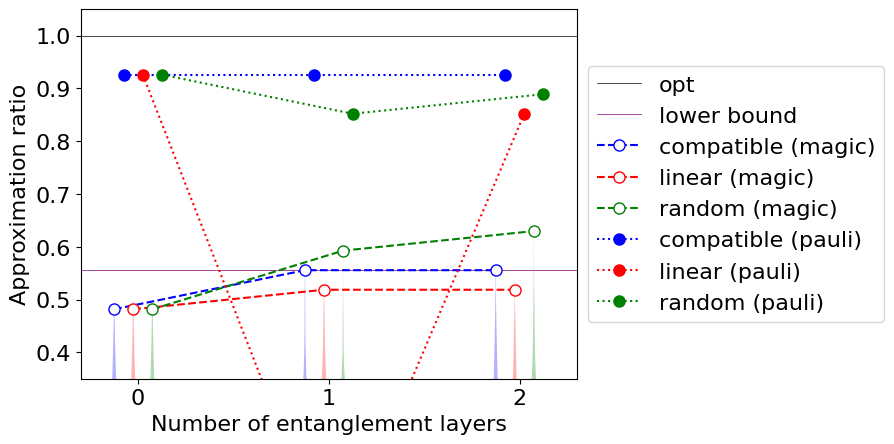 1.0
0.9
0.8
0.7
0.6
0.5
0.4
Approximation ratio
0 1 2
Number of entanglement layers
opt
lower bound
compatible (magic)
linear (magic)
random (magic)
compatible (pauli)
linear (pauli)
random (pauli)